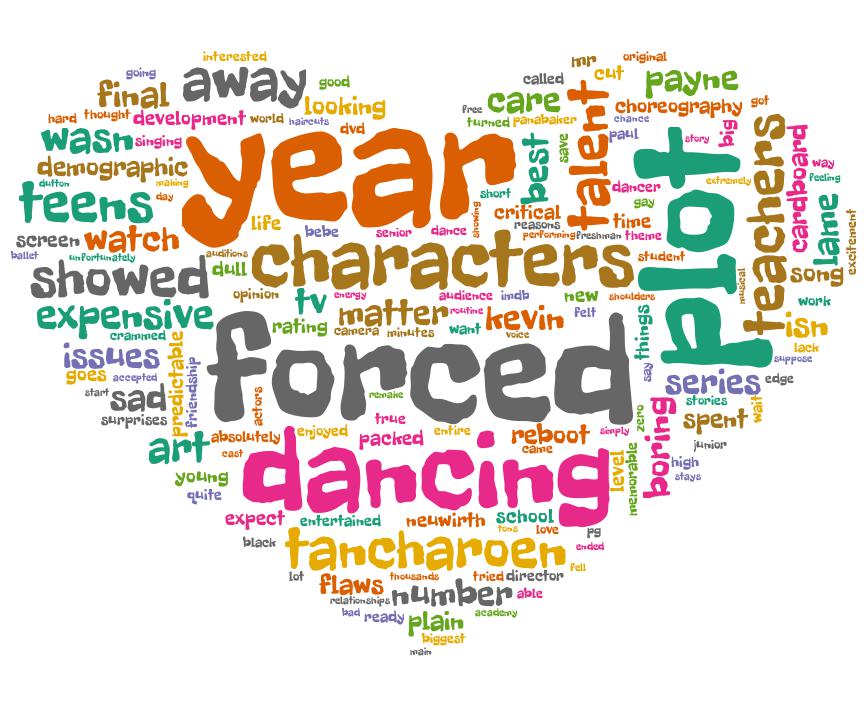 interested
going
away
good
mr
original
final
looking
called
cut
payne
hard
thought
development
world
haircuts
dvd
free
care
talent
choreography
got
wasn
singing
year
turned
panabaker
chance
big
demographic
best
save
paul
story
plot
teachers
cardboard
way
dutton
making
short
dancer
extremely
feeling
teens
day
life
bebe
senior
dance
showing
critical
gay
time
lame
screen
watch
reasons
performing
freshman
theme
excitement
ballet
unfortunately
auditions
characters
student
showed
dull
musical
song
opinion
tv
energy
audience
imdb
new
shoulders
work
expensive
matter
routine
kevin
felt
things
isn
crammed
rating
camera
minutes
want
voice
lack
issues
predictable
forced
suppose
goes
accepted
friendship
say
series
edge
start
sad
actors
remake
zero
boring
stories
wait
surprises
true
spent
art
absolutely
enjoyed
packed
entire
reboot
simply
junior
cast
dancing
came
level
memorable
high
young
stays
quite
expect
entertained
neuwirth
school
tons
love
pg
black
tancharoen
ended
fell
lot
flaws
thousands
tried
director
relationships
number
able
bad
ready
plain
academy
biggest
main